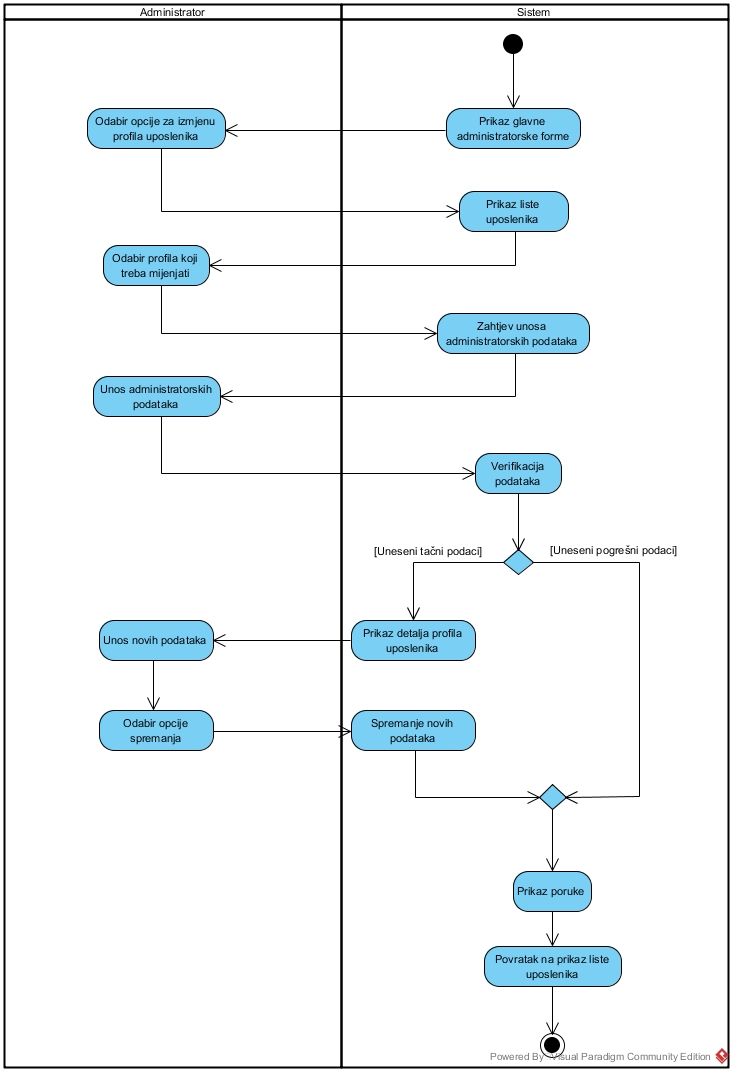 Administrator
Sistem
Prikaz glavne
administratorske forme
Odabir opcije za izmjenu
profila uposlenika
Prikaz liste
uposlenika
Odabir profila koji
treba mijenjati
Zahtjev unosa
administratorskih podataka
Unos administratorskih
podataka
Verifikacija
podataka
[Uneseni tačni podaci]
[Uneseni pogrešni podaci]
Prikaz detalja profila
uposlenika
Unos novih podataka
Odabir opcije
spremanja
Spremanje novih
podataka
Prikaz poruke
Povratak na prikaz liste
uposlenika
Powered By Visual Paradigm Community Edition